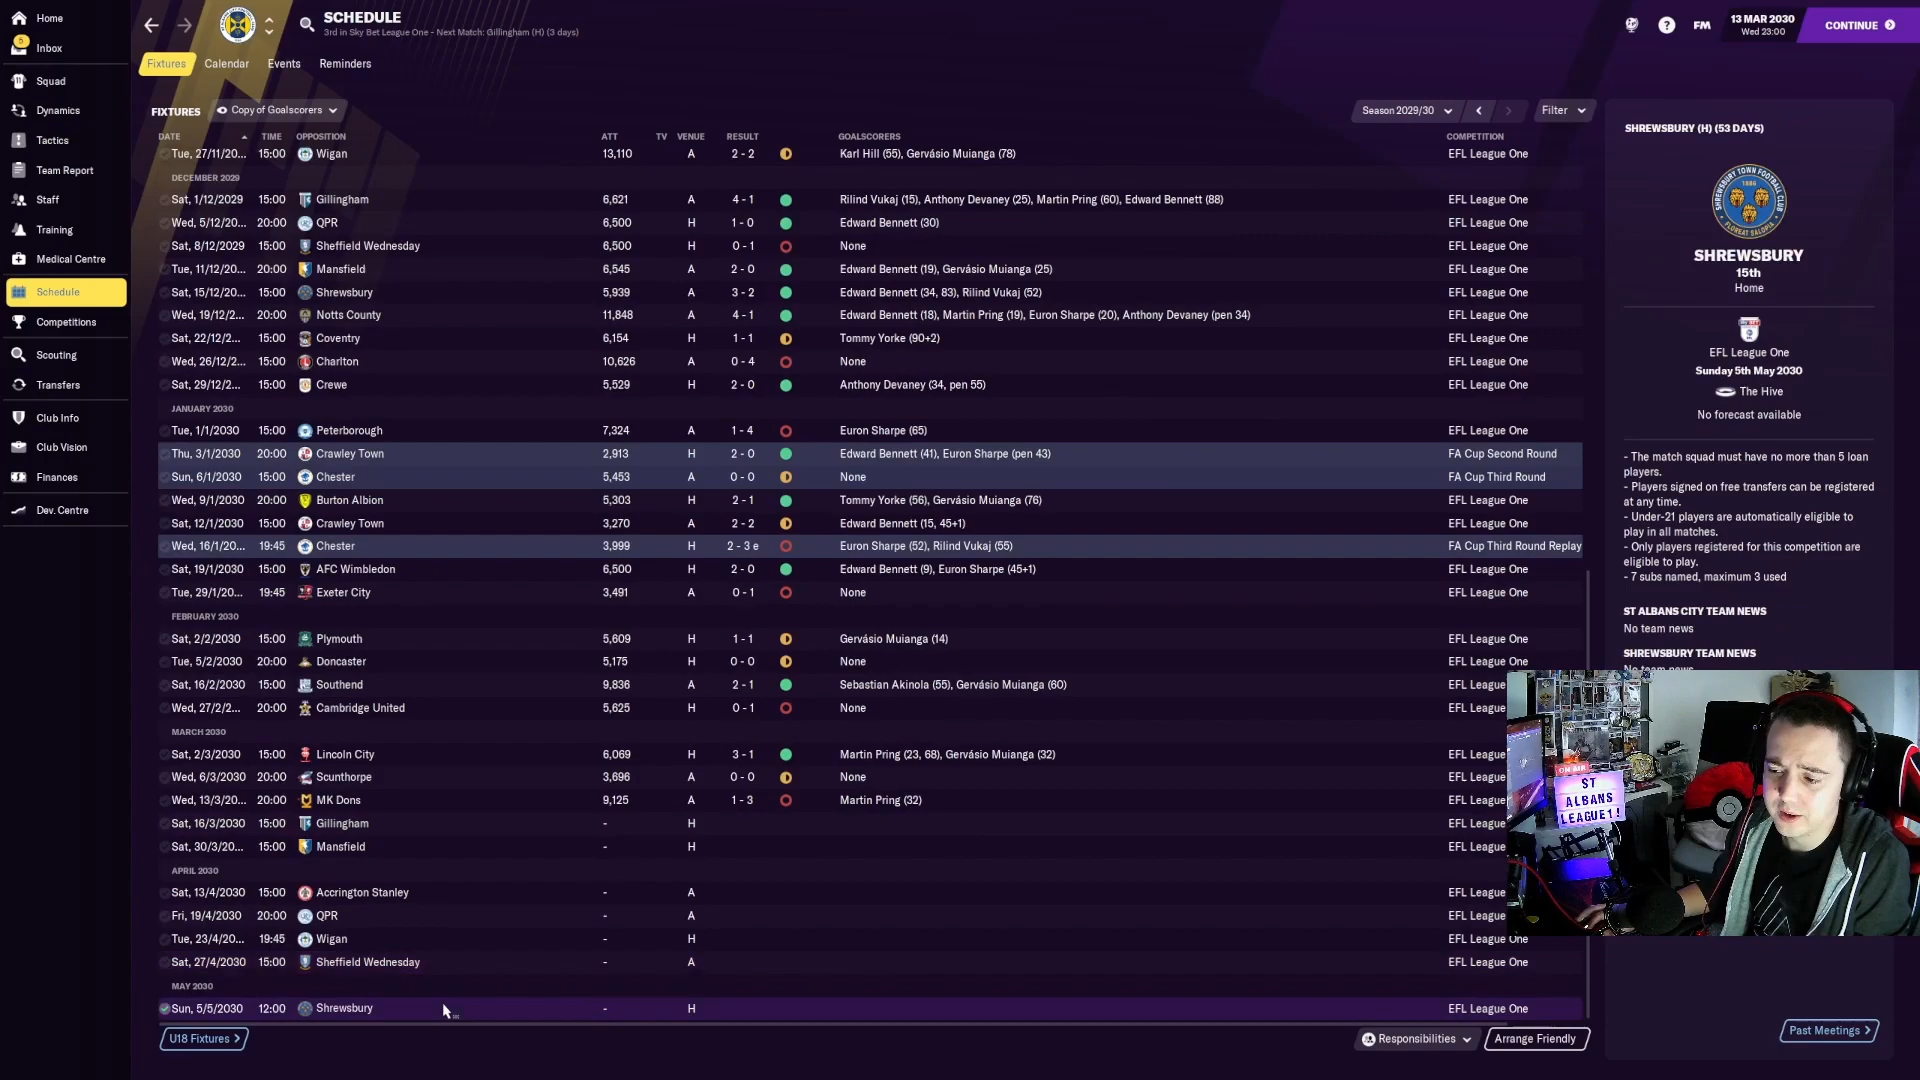 Home
5
Inbox
Squad
Dynamics
Tactics
Team Report
Staff
Training
Medical Centre
Schedule
Competitions
Scouting
Transfers
Club Info
Club Vision
Finances
Dev. Centre
SCHEDULE
3rd in Sky Bet League One - Next Match: Gillingham (H) (3 days)
FM
13 MAR 2030
Wed 23:00
CONTINUE
Fixtures Calendar Events Reminders
FIXTURES Copy of Goalscorers
Season 2029/30 Filter
DATE TIME OPPOSITION ATT TV VENUE RESULT GOALSCORERS COMPETITION
Tue, 27/11/20... 15:00 Wigan 13,110 A 2 - 2 Karl Hill (55), Gervásio Muianga (78) EFL League One
DECEMBER 2029
Sat, 1/12/2029 15:00 Gillingham 6,621 A 4 - 1 Rilind Vukaj (15), Anthony Devaney (25), Martin Pring (60), Edward Bennett (88) EFL League One
Wed, 5/12/20... 20:00 QPR 6,500 H 1 - 0 Edward Bennett (30) EFL League One
Sat, 8/12/2029 15:00 Sheffield Wednesday 6,500 H 0 - 1 None EFL League One
Tue, 11/12/20... 20:00 Mansfield 6,545 A 2 - 0 Edward Bennett (19), Gervásio Muianga (25) EFL League One
Sat, 15/12/20... 15:00 Shrewsbury 5,939 A 3 - 2 Edward Bennett (34, 83), Rilind Vukaj (52) EFL League One
Wed, 19/12/20... 20:00 Notts County 11,848 A 4 - 1 Edward Bennett (18), Martin Pring (19), Euron Sharpe (20), Anthony Devaney (pen 34) EFL League One
Sat, 22/12/2... 15:00 Coventry 6,154 H 1 - 1 Tommy Yorke (90+2) EFL League One
Wed, 26/12/2... 15:00 Charlton 10,626 A 0 - 4 None EFL League One
Sat, 29/12/2... 15:00 Crewe 5,529 H 2 - 0 Anthony Devaney (34, pen 55) EFL League One
JANUARY 2030
Tue, 1/1/2030 15:00 Peterborough 7,324 A 1 - 4 Euron Sharpe (65) EFL League One
Thu, 3/1/2030 20:00 Crawley Town 2,913 H 2 - 0 Edward Bennett (41), Euron Sharpe (pen 43) FA Cup Second Round
Sun, 6/1/2030 15:00 Chester 5,453 A 0 - 0 None FA Cup Third Round
Wed, 9/1/2030 20:00 Burton Albion 5,303 H 2 - 1 Tommy Yorke (56), Gervásio Muianga (76) EFL League One
Sat, 12/1/2030 15:00 Crawley Town 3,270 A 2 - 2 Edward Bennett (15, 45+1) EFL League One
Wed, 16/1/20... 19:45 Chester 3,999 H 2 - 3 e Euron Sharpe (52), Rilind Vukaj (55) FA Cup Third Round Replay
Sat, 19/1/2030 15:00 AFC Wimbledon 6,500 H 2 - 0 Edward Bennett (9), Euron Sharpe (45+1) EFL League One
Tue, 29/1/2030 19:45 Exeter City 3,491 A 0 - 1 None EFL League One
FEBRUARY 2030
Sat, 2/2/2030 15:00 Plymouth 5,609 H 1 - 1 Gervásio Muianga (14) EFL League One
Tue, 5/2/2030 20:00 Doncaster 5,175 H 0 - 0 None EFL League One
Sat, 16/2/2030 15:00 Southend 9,836 A 2 - 1 Sebastian Akinola (55), Gervásio Muianga (60) EFL League
Wed, 27/2/2... 20:00 Cambridge United 5,625 H 0 - 1 None EFL League
MARCH 2030
Sat, 2/3/2030 15:00 Lincoln City 6,069 H 3 - 1 Martin Pring (23, 68), Gervásio Muianga (32) EFL League
Wed, 6/3/2030 20:00 Scunthorpe 3,696 A 0 - 0 None EFL League
Wed, 13/3/20... 20:00 MK Dons 9,125 A 1 - 3 Martin Pring (32) EFL League
Sat, 16/3/2030 15:00 Gillingham - H EFL League
Sat, 30/3/20... 15:00 Mansfield - H EFL League
APRIL 2030
Sat, 13/4/2030 15:00 Accrington Stanley - A EFL League
Fri, 19/4/2030 20:00 QPR - A EFL League
Tue, 23/4/20... 19:45 Wigan - H EFL League One
Sat, 27/4/2030 15:00 Sheffield Wednesday - A EFL League One
MAY 2030
Sun, 5/5/2030 12:00 Shrewsbury - H EFL League One
U18 Fixtures
Responsibilities Arrange Friendly
SHREWSBURY (H) (53 DAYS)
SHREWSBURY TOWN FOOTBALL CLUB
1886
FLOREAT SALOPIA
SHREWSBURY
15th
Home
EFL League One
Sunday 5th May 2030
The Hive
No forecast available
- The match squad must have no more than 5 loan
players.
- Players signed on free transfers can be registered
at any time.
- Under-21 players are automatically eligible to
play in all matches.
- Only players registered for this competition are
eligible to play.
- 7 subs named, maximum 3 used
ST ALBANS CITY TEAM NEWS
No team news
SHREWSBURY TEAM NEWS
No team news
ON AIR
ST
ALBANS
LEAGUE1!
Past Meetings